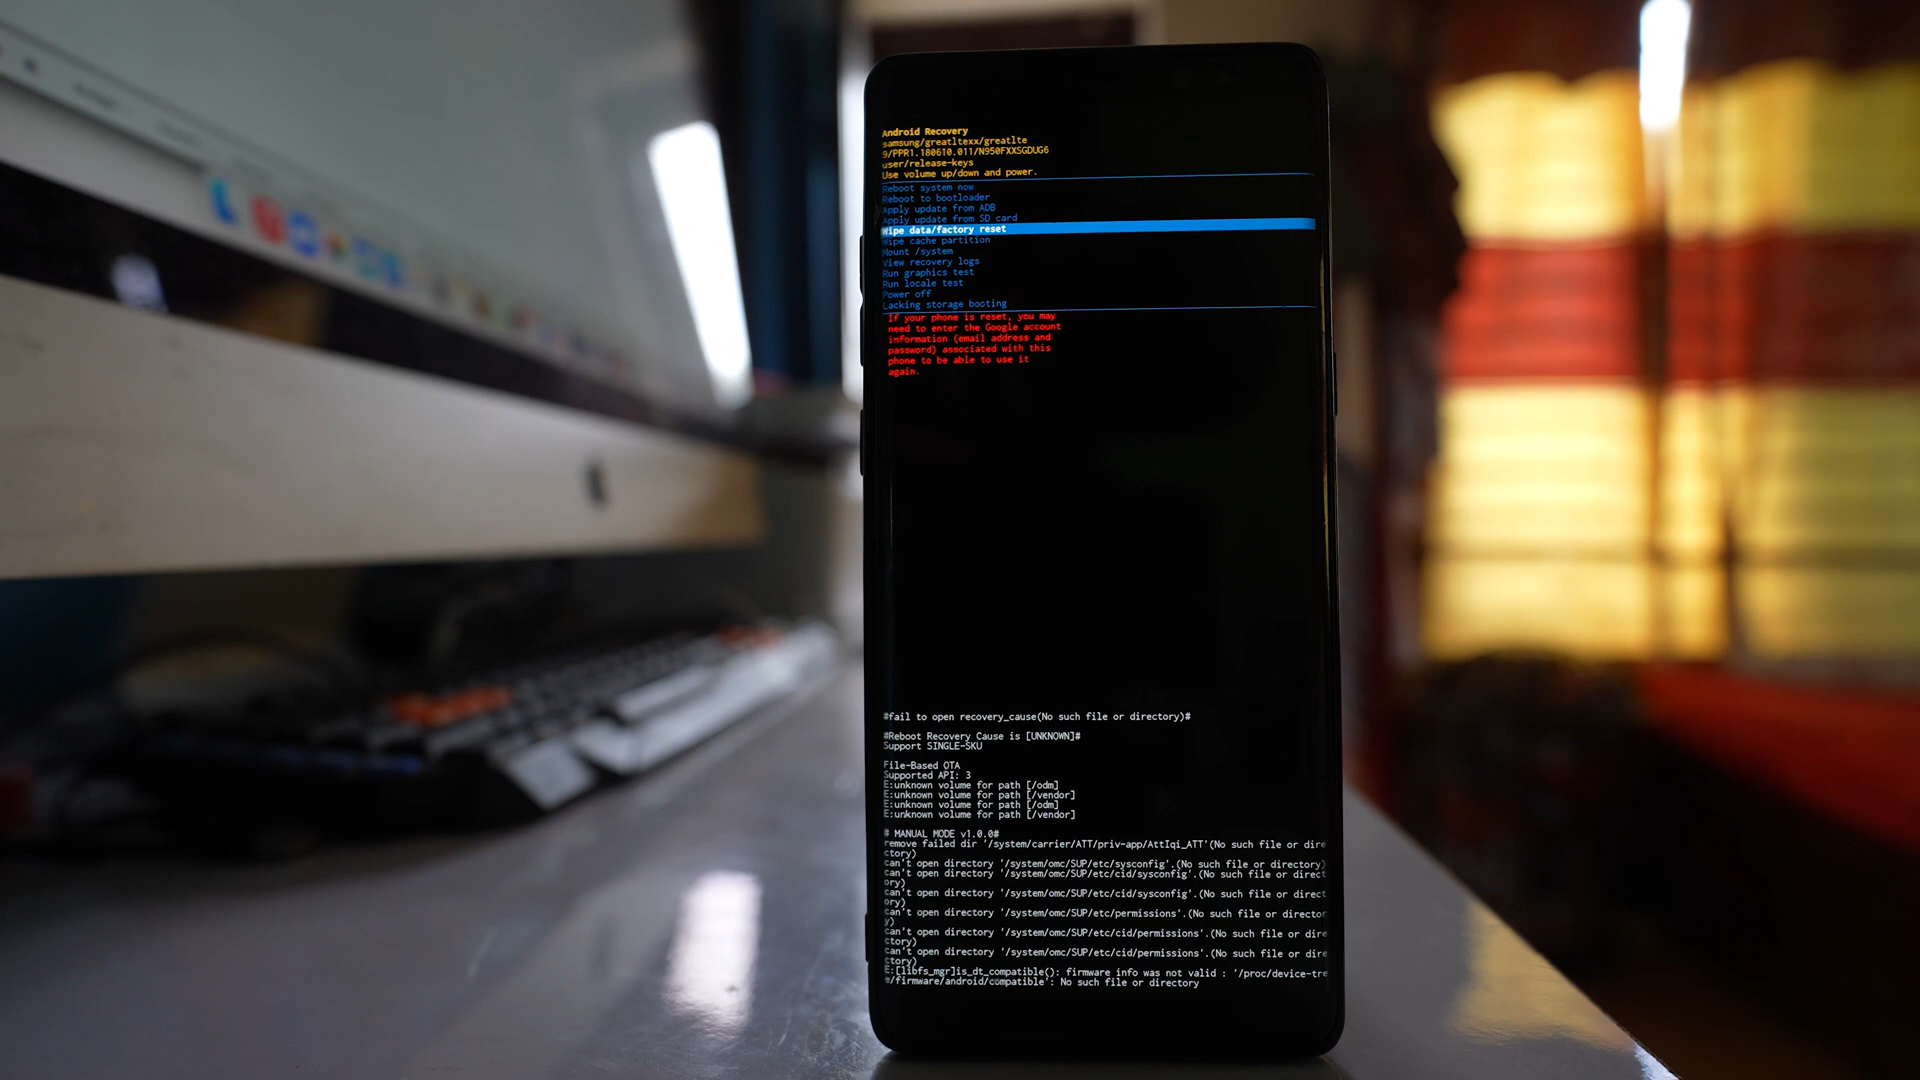 Android Recovery
samsung/greatltexx/greatlte
9/PPR1.180610.011/N950FXXSGDUG6
user/release-keys
Use volume up/down and power.
Reboot system now
Reboot to bootloader
Apply update from ADB
Apply update from SD card
Wipe data/factory reset
Wipe cache partition
Mount /system
View recovery logs
Run graphics test
Run locale test
Power off
Lacking storage booting
If your phone is reset, you may
need to enter the Google account
information (email address and
password) associated with this
phone to be able to use it
again.
#fail to open recovery_cause(No such file or directory)#
#Reboot Recovery Cause is [UNKNOWN]#
Support SINGLE-SKU
File-Based OTA
Supported API: 3
E:unknown volume for path [/odm]
E:unknown volume for path [/vendor]
E:unknown volume for path [/odm]
E:unknown volume for path [/vendor]
# MANUAL MODE v1.0.0#
remove failed dir '/system/carrier/ATT/priv-app/AttIqi_ATT'(No such file or dire
ctory)
can't open directory '/system/omc/SUP/etc/sysconfig'.(No such file or directory)
can't open directory '/system/omc/SUP/etc/cid/sysconfig'.(No such file or direct
ory)
can't open directory '/system/omc/SUP/etc/cid/sysconfig'.(No such file or direct
ory)
can't open directory '/system/omc/SUP/etc/permissions'.(No such file or director
y)
can't open directory '/system/omc/SUP/etc/cid/permissions'.(No such file or dire
ctory)
can't open directory '/system/omc/SUP/etc/cid/permissions'.(No such file or dire
ctory)
E:[libfs_mgr]is_dt_compatible(): firmware info was not valid : '/proc/device-tre
e/firmware/android/compatible': No such file or directory